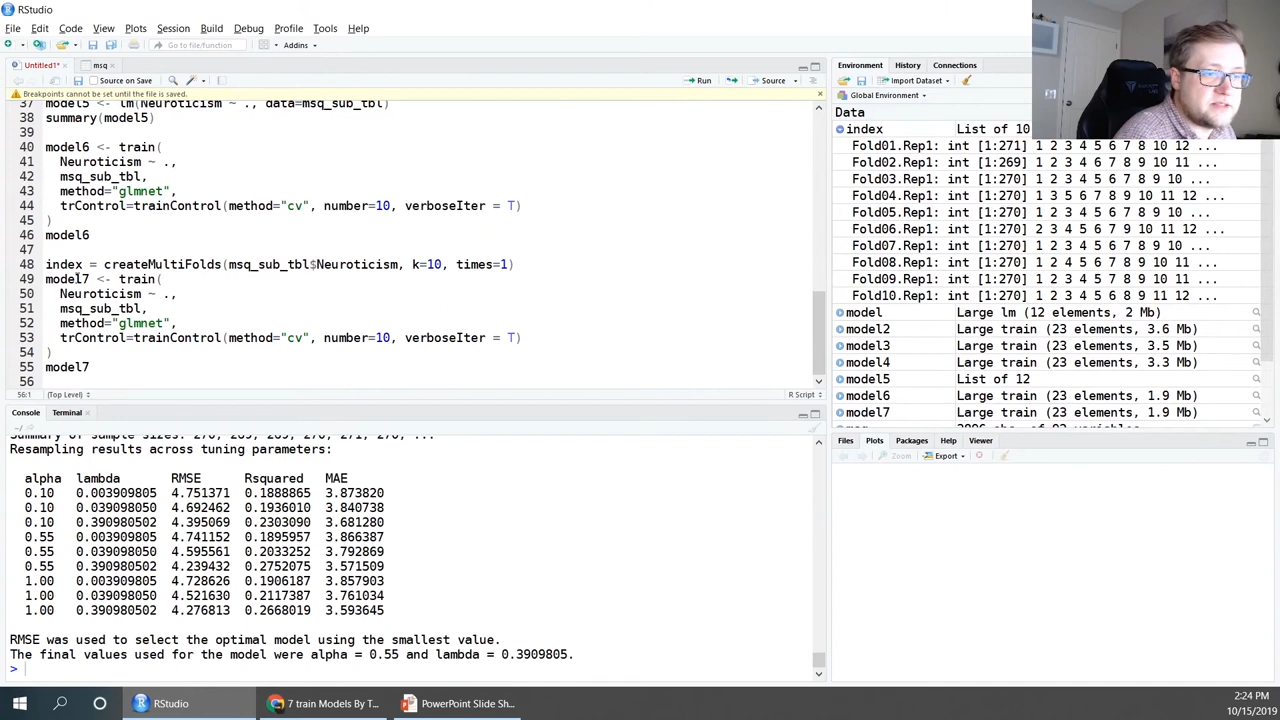 RStudio
File Edit Code View Plots Session Build Debug Profile Tools Help
Go to file/function Addins
Untitled1* msq
Source on Save Run Source
Breakpoints cannot be set until the file is saved.
37 model5 <- lm(Neuroticism ~ ., data=msq_sub_tbl)
38 summary(model5)
39
40 model6 <- train(
41 Neuroticism ~ .,
42 msq_sub_tbl,
43 method="glmnet",
44 trControl=trainControl(method="cv", number=10, verboseIter = T)
45 )
46 model6
47
48 index = createMultiFolds(msq_sub_tbl$Neuroticism, k=10, times=1)
49 model7 <- train(
50 Neuroticism ~ .,
51 msq_sub_tbl,
52 method="glmnet",
53 trControl=trainControl(method="cv", number=10, verboseIter = T)
54 )
55 model7
56
56:1 (Top Level) R Script
Console Terminal
~/
Summary of sample sizes: 270, 269, 269, 270, 271, 270, ...
Resampling results across tuning parameters:
alpha lambda RMSE Rsquared MAE
0.10 0.003909805 4.751371 0.1888865 3.873820
0.10 0.039098050 4.692462 0.1936010 3.840738
0.10 0.390980502 4.395069 0.2303090 3.681280
0.55 0.003909805 4.741152 0.1895957 3.866387
0.55 0.039098050 4.595561 0.2033252 3.792869
0.55 0.390980502 4.239432 0.2752075 3.571509
1.00 0.003909805 4.728626 0.1906187 3.857903
1.00 0.039098050 4.521630 0.2117387 3.761034
1.00 0.390980502 4.276813 0.2668019 3.593645
RMSE was used to select the optimal model using the smallest value.
The final values used for the model were alpha = 0.55 and lambda = 0.3909805.
>
Environment History Connections
Import Dataset
Global Environment
Data
index List of 10
Fold01.Rep1: int [1:271] 1 2 3 4 5 6 7 8 10 12 ...
Fold02.Rep1: int [1:269] 1 2 3 4 5 6 7 8 9 10 ...
Fold03.Rep1: int [1:270] 1 2 3 4 5 6 7 8 9 10 ...
Fold04.Rep1: int [1:270] 1 3 5 6 7 8 9 10 11 12 ...
Fold05.Rep1: int [1:270] 1 2 3 4 5 6 7 8 9 10 ...
Fold06.Rep1: int [1:270] 2 3 4 5 7 9 10 11 12 ...
Fold07.Rep1: int [1:270] 1 2 3 4 5 6 7 8 9 10 ...
Fold08.Rep1: int [1:270] 1 2 3 4 6 7 8 9 10 11 ...
Fold09.Rep1: int [1:270] 1 2 3 4 5 6 7 9 10 11 ...
Fold10.Rep1: int [1:270] 1 2 4 5 6 8 9 11 12 ...
model Large lm (12 elements, 2 Mb)
model2 Large train (23 elements, 3.6 Mb)
model3 Large train (23 elements, 3.5 Mb)
model4 Large train (23 elements, 3.3 Mb)
model5 List of 12
model6 Large train (23 elements, 1.9 Mb)
model7 Large train (23 elements, 1.9 Mb)
Files Plots Packages Help Viewer
Zoom Export
RStudio 7 train Models By T... PowerPoint Slide Sh...
2:24 PM
10/15/2019